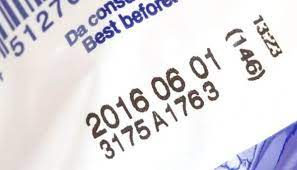 5127
Da consu
Best before
2016 06 01 (146) 13:23
3175A1763